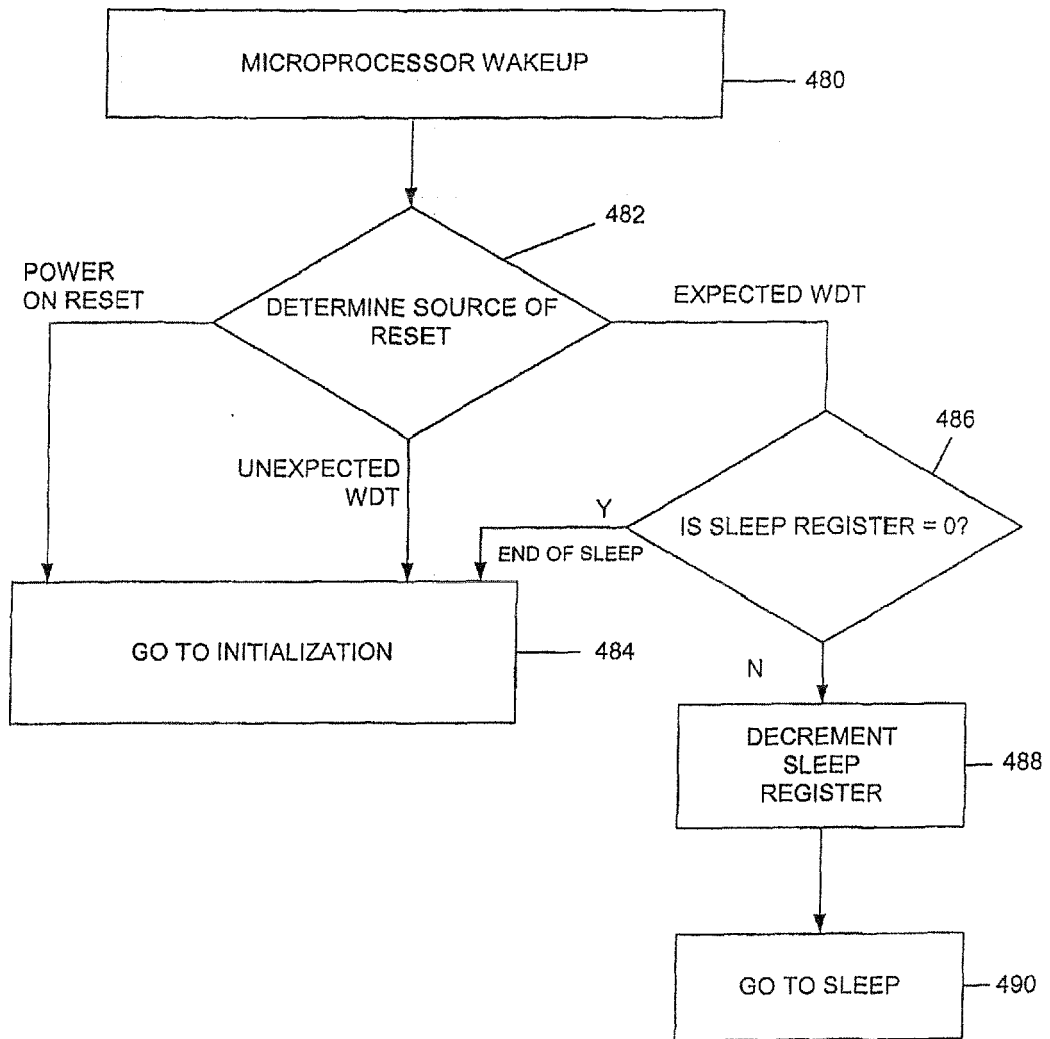 MICROPROCESSOR WAKEUP
480
482
POWER
ON RESET
DETERMINE SOURCE OF
RESET
EXPECTED WDT
486
UNEXPECTED
WDT
Y
IS SLEEP REGISTER = 0?
END OF SLEEP
GO TO INITIALIZATION
484
N
DECREMENT
SLEEP
REGISTER
488
GO TO SLEEP
490